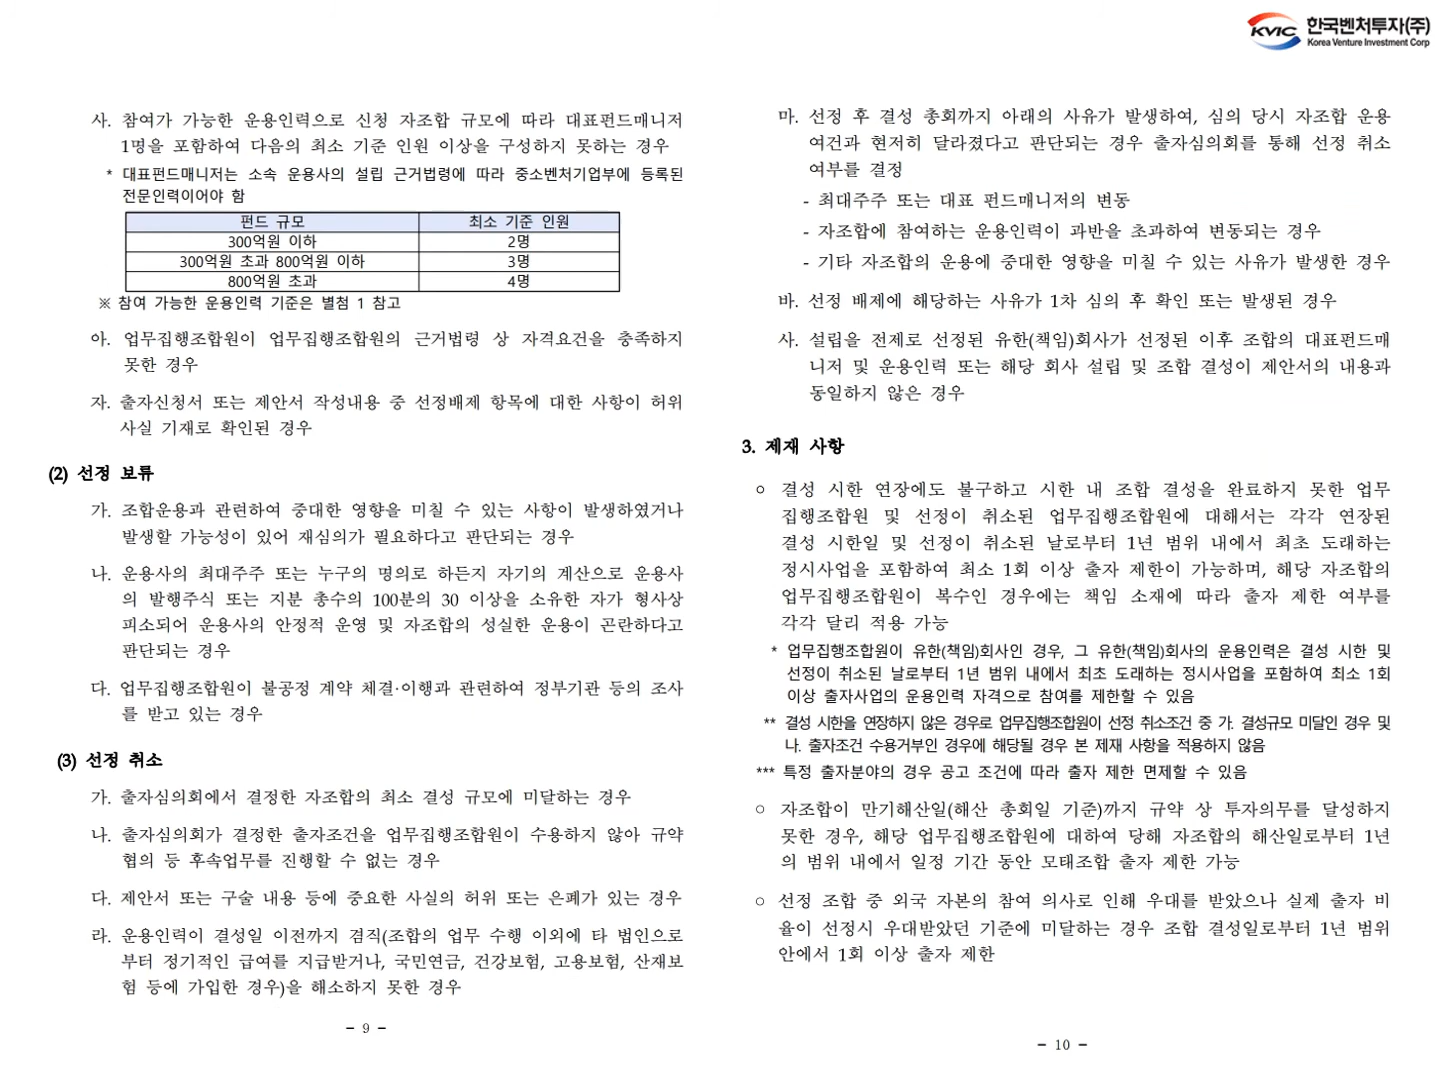 KVIC 한국벤처투자(주)
Korea Venture Investment Corp
사. 참여가 가능한 운용인력으로 신청 자조합 규모에 따라 대표펀드매니저
1명을 포함하여 다음의 최소 기준 인원 이상을 구성하지 못하는 경우
* 대표펀드매니저는 소속 운용사의 설립 근거법령에 따라 중소벤처기업부에 등록된
전문인력이어야 함
펀드 규모 최소 기준 인원
300억원 이하 2명
300억원 초과 800억원 이하 3명
800억원 초과 4명
※ 참여 가능한 운용인력 기준은 별첨 1 참고
아. 업무집행조합원이 업무집행조합원의 근거법령 상 자격요건을 충족하지
못한 경우
자. 출자신청서 또는 제안서 작성내용 중 선정배제 항목에 대한 사항이 허위
사실 기재로 확인된 경우
(2) 선정 보류
가. 조합운용과 관련하여 중대한 영향을 미칠 수 있는 사항이 발생하였거나
발생할 가능성이 있어 재심의가 필요하다고 판단되는 경우
나. 운용사의 최대주주 또는 누구의 명의로 하든지 자기의 계산으로 운용사
의 발행주식 또는 지분 총수의 100분의 30 이상을 소유한 자가 형사상
피소되어 운용사의 안정적 운영 및 자조합의 성실한 운용이 곤란하다고
판단되는 경우
다. 업무집행조합원이 불공정 계약 체결·이행과 관련하여 정부기관 등의 조사
를 받고 있는 경우
(3) 선정 취소
가. 출자심의회에서 결정한 자조합의 최소 결성 규모에 미달하는 경우
나. 출자심의회가 결정한 출자조건을 업무집행조합원이 수용하지 않아 규약
협의 등 후속업무를 진행할 수 없는 경우
다. 제안서 또는 구술 내용 등에 중요한 사실의 허위 또는 은폐가 있는 경우
라. 운용인력이 결성일 이전까지 겸직(조합의 업무 수행 이외에 타 법인으로
부터 정기적인 급여를 지급받거나, 국민연금, 건강보험, 고용보험, 산재보
험 등에 가입한 경우)을 해소하지 못한 경우
- 9 -
마. 선정 후 결성 총회까지 아래의 사유가 발생하여, 심의 당시 자조합 운용
여건과 현저히 달라졌다고 판단되는 경우 출자심의회를 통해 선정 취소
여부를 결정
- 최대주주 또는 대표 펀드매니저의 변동
- 자조합에 참여하는 운용인력이 과반을 초과하여 변동되는 경우
- 기타 자조합의 운용에 중대한 영향을 미칠 수 있는 사유가 발생한 경우
바. 선정 배제에 해당하는 사유가 1차 심의 후 확인 또는 발생된 경우
사. 설립을 전제로 선정된 유한(책임)회사가 선정된 이후 조합의 대표펀드매
니저 및 운용인력 또는 해당 회사 설립 및 조합 결성이 제안서의 내용과
동일하지 않은 경우
3. 제재 사항
○ 결성 시한 연장에도 불구하고 시한 내 조합 결성을 완료하지 못한 업무
집행조합원 및 선정이 취소된 업무집행조합원에 대해서는 각각 연장된
결성 시한일 및 선정이 취소된 날로부터 1년 범위 내에서 최초 도래하는
정시사업을 포함하여 최소 1회 이상 출자 제한이 가능하며, 해당 자조합의
업무집행조합원이 복수인 경우에는 책임 소재에 따라 출자 제한 여부를
각각 달리 적용 가능
* 업무집행조합원이 유한(책임)회사인 경우, 그 유한(책임)회사의 운용인력은 결성 시한 및
선정이 취소된 날로부터 1년 범위 내에서 최초 도래하는 정시사업을 포함하여 최소 1회
이상 출자사업의 운용인력 자격으로 참여를 제한할 수 있음
** 결성 시한을 연장하지 않은 경우로 업무집행조합원이 선정 취소조건 중 가. 결성규모 미달인 경우 및
나. 출자조건 수용거부인 경우에 해당될 경우 본 제재 사항을 적용하지 않음
*** 특정 출자분야의 경우 공고 조건에 따라 출자 제한 면제할 수 있음
○ 자조합이 만기해산일(해산 총회일 기준)까지 규약 상 투자의무를 달성하지
못한 경우, 해당 업무집행조합원에 대하여 당해 자조합의 해산일로부터 1년
의 범위 내에서 일정 기간 동안 모태조합 출자 제한 가능
○ 선정 조합 중 외국 자본의 참여 의사로 인해 우대를 받았으나 실제 출자 비
율이 선정시 우대받았던 기준에 미달하는 경우 조합 결성일로부터 1년 범위
안에서 1회 이상 출자 제한
- 10 -